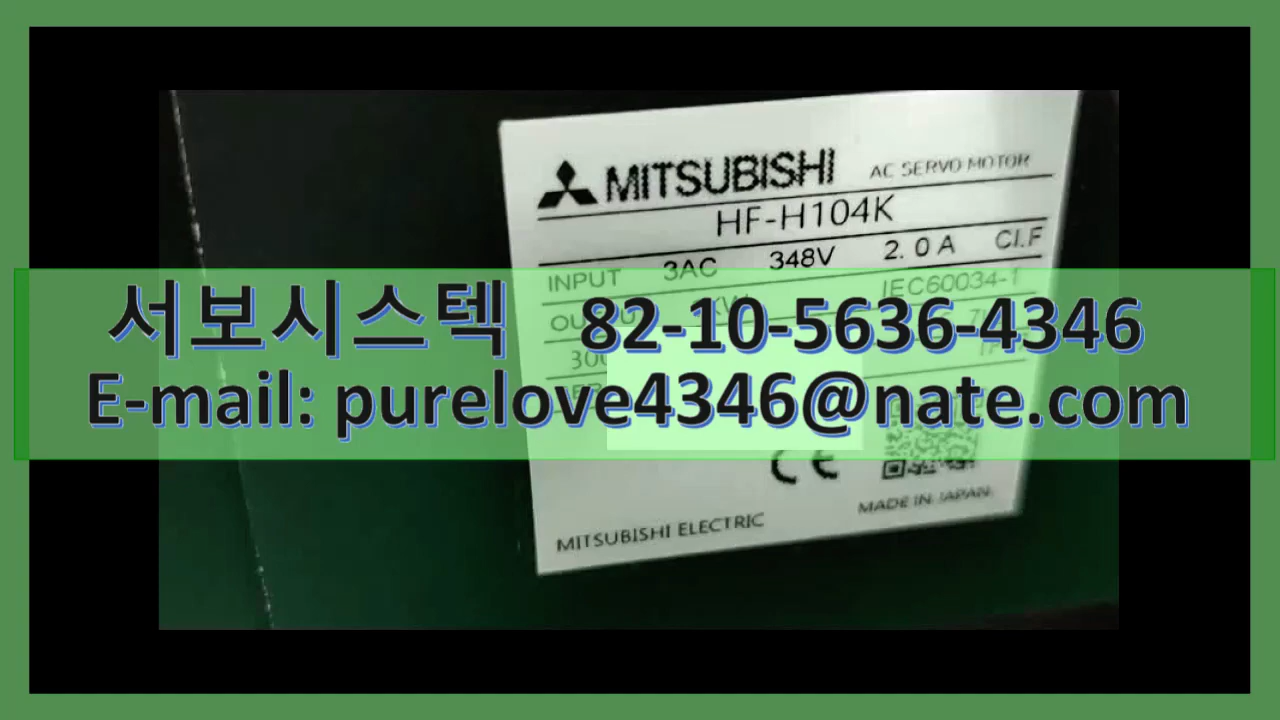 MITSUBISHI AC SERVO MOTOR
HF-H104K
INPUT 3AC 348V 2.0A CI.F
IEC60034-1
서보시스텍 82-10-5636-4346
E-mail: purelove4346@nate.com
CE
MADE IN JAPAN
MITSUBISHI ELECTRIC